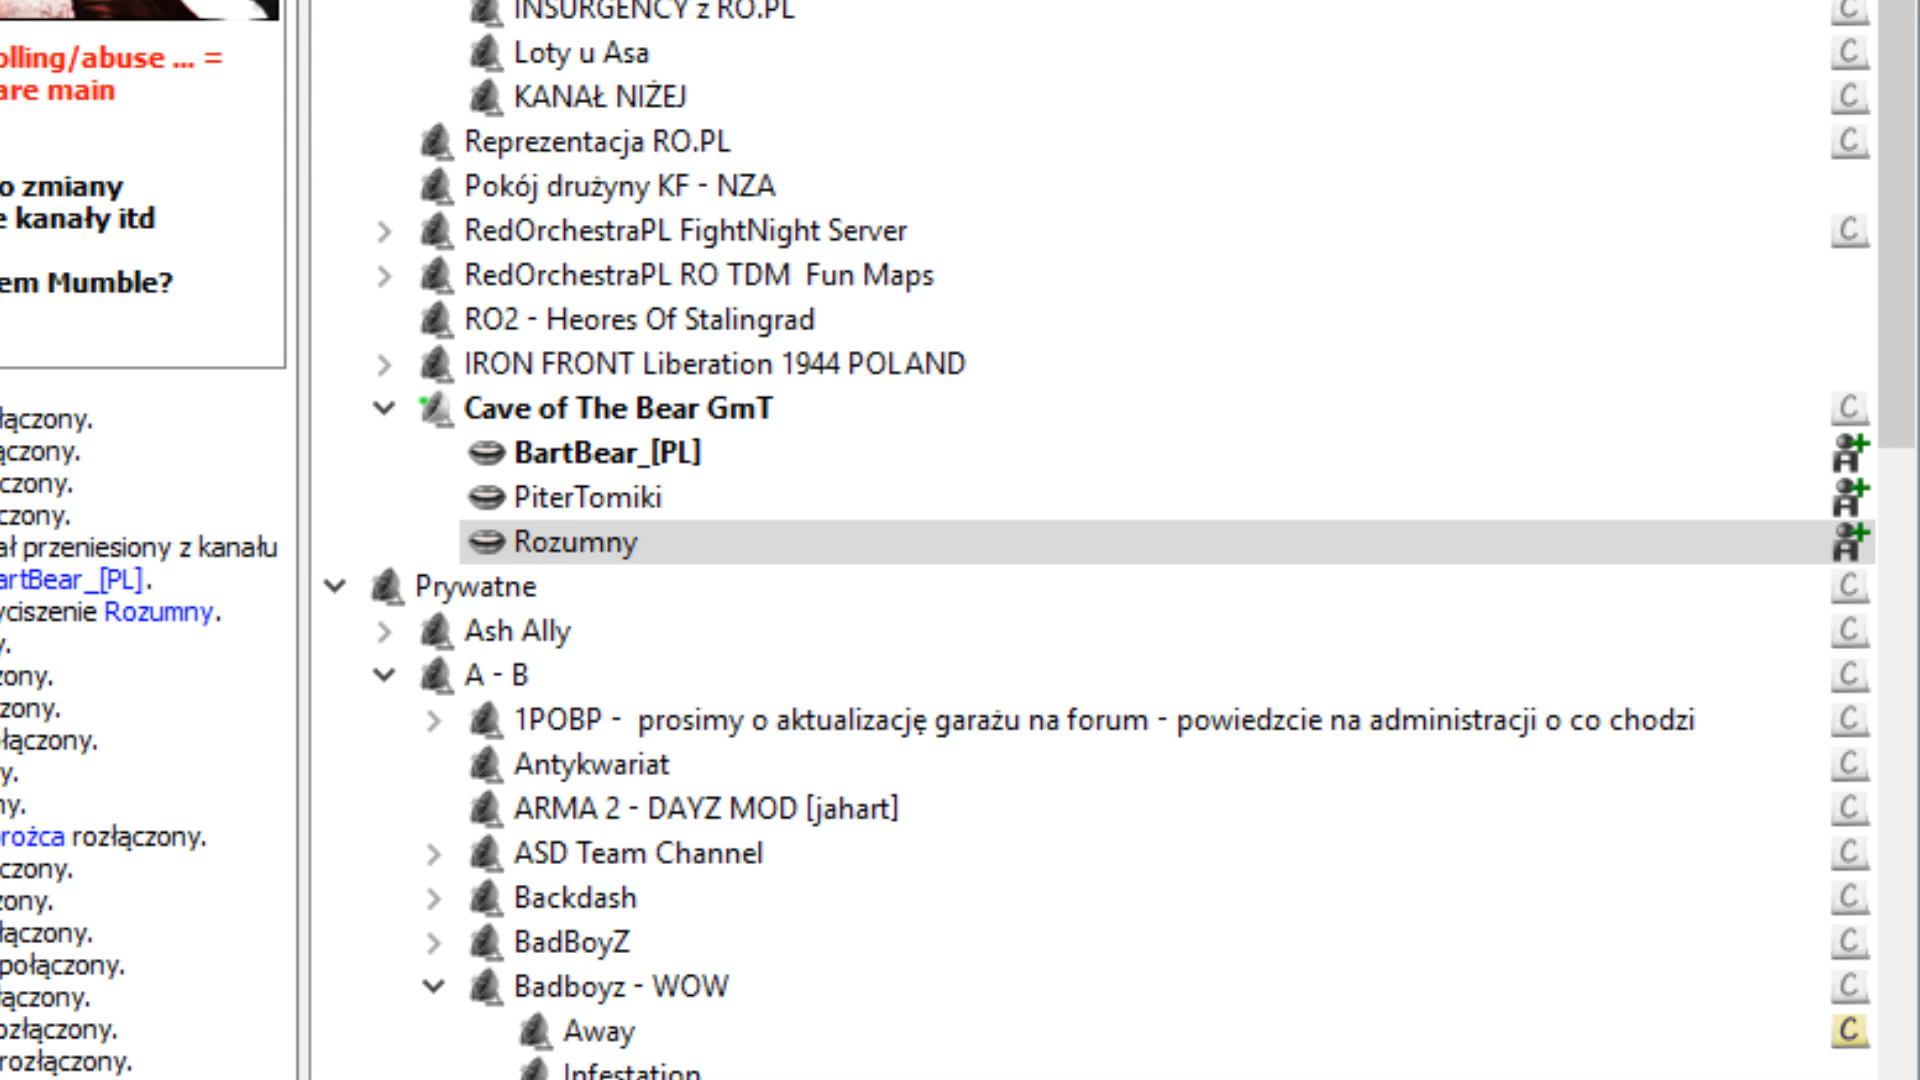 olling/abuse ... =
are main
o zmiany
e kanały itd
em Mumble?
łączony.
ączony.
czony.
czony.
ał przeniesiony z kanału
artBear_[PL].
yciszenie Rozumny.
y.
zony.
zony.
łączony.
y.
ny.
rożca rozłączony.
czony.
zony.
łączony.
połączony.
łączony.
ozłączony.
rozłączony.
INSURGENCY z RO.PL
Loty u Asa
KANAŁ NIŻEJ
Reprezentacja RO.PL
Pokój drużyny KF - NZA
RedOrchestraPL FightNight Server
RedOrchestraPL RO TDM  Fun Maps
RO2 - Heores Of Stalingrad
IRON FRONT Liberation 1944 POLAND
Cave of The Bear GmT
BartBear_[PL]
PiterTomiki
Rozumny
Prywatne
Ash Ally
A - B
1POBP -  prosimy o aktualizację garażu na forum - powiedzcie na administracji o co chodzi
Antykwariat
ARMA 2 - DAYZ MOD [jahart]
ASD Team Channel
Backdash
BadBoyZ
Badboyz - WOW
Away
Infestation